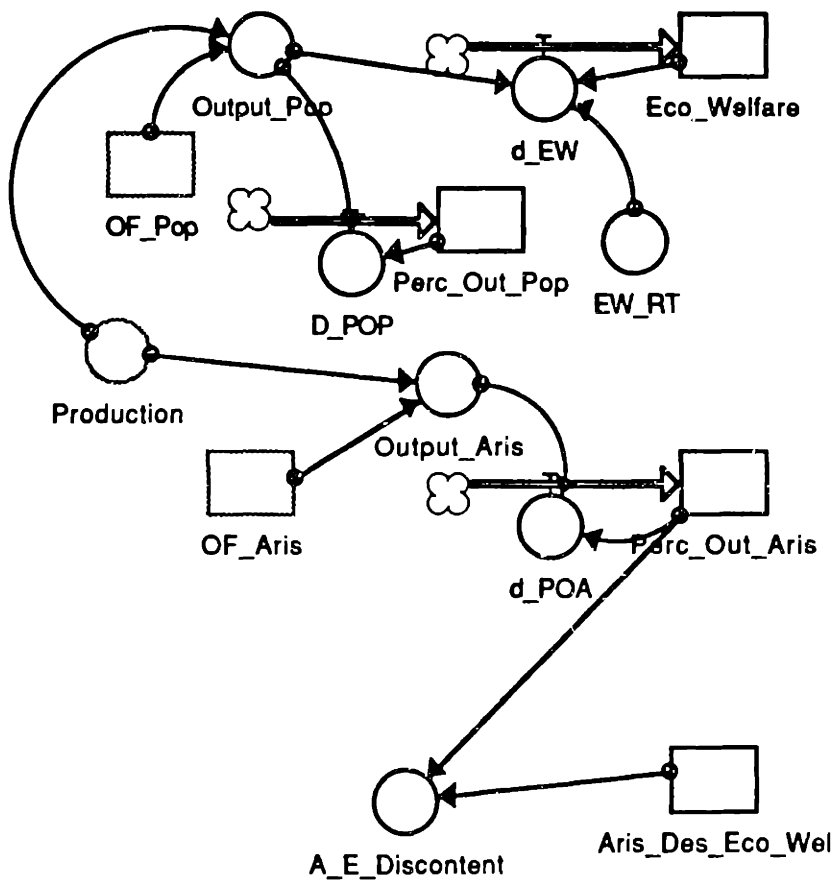 Output_Pop
Eco_Welfare
d_EW
OF_Pop
Perc_Out_Pop
EW_RT
D_POP
Production
Output_Aris
OF_Aris
Perc_Out_Aris
d_POA
Aris_Des_Eco_Wel
A_E_Discontent